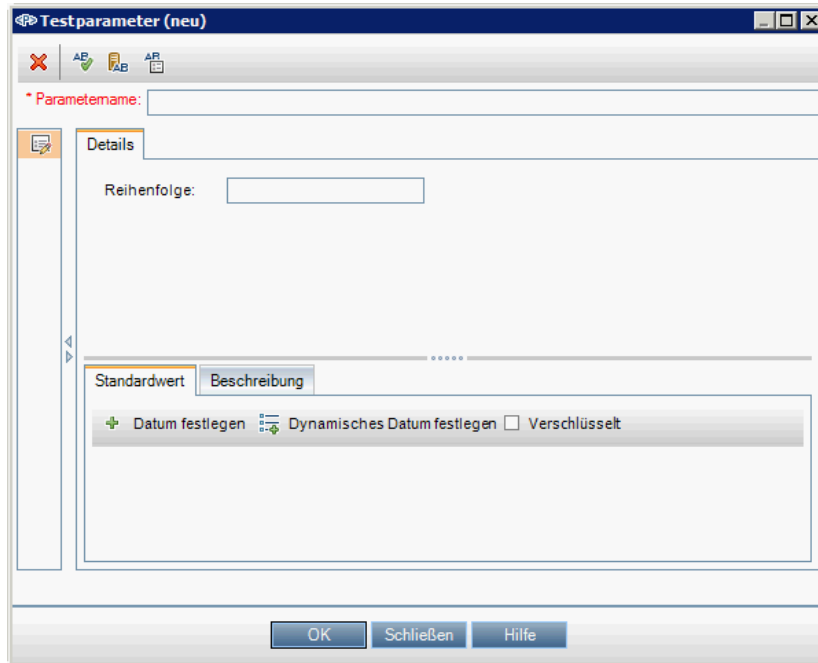 Testparameter (neu)
* Parametername:
Details
Reihenfolge:
Standardwert Beschreibung
Datum festlegen Dynamisches Datum festlegen Verschlüsselt
OK Schließen Hilfe